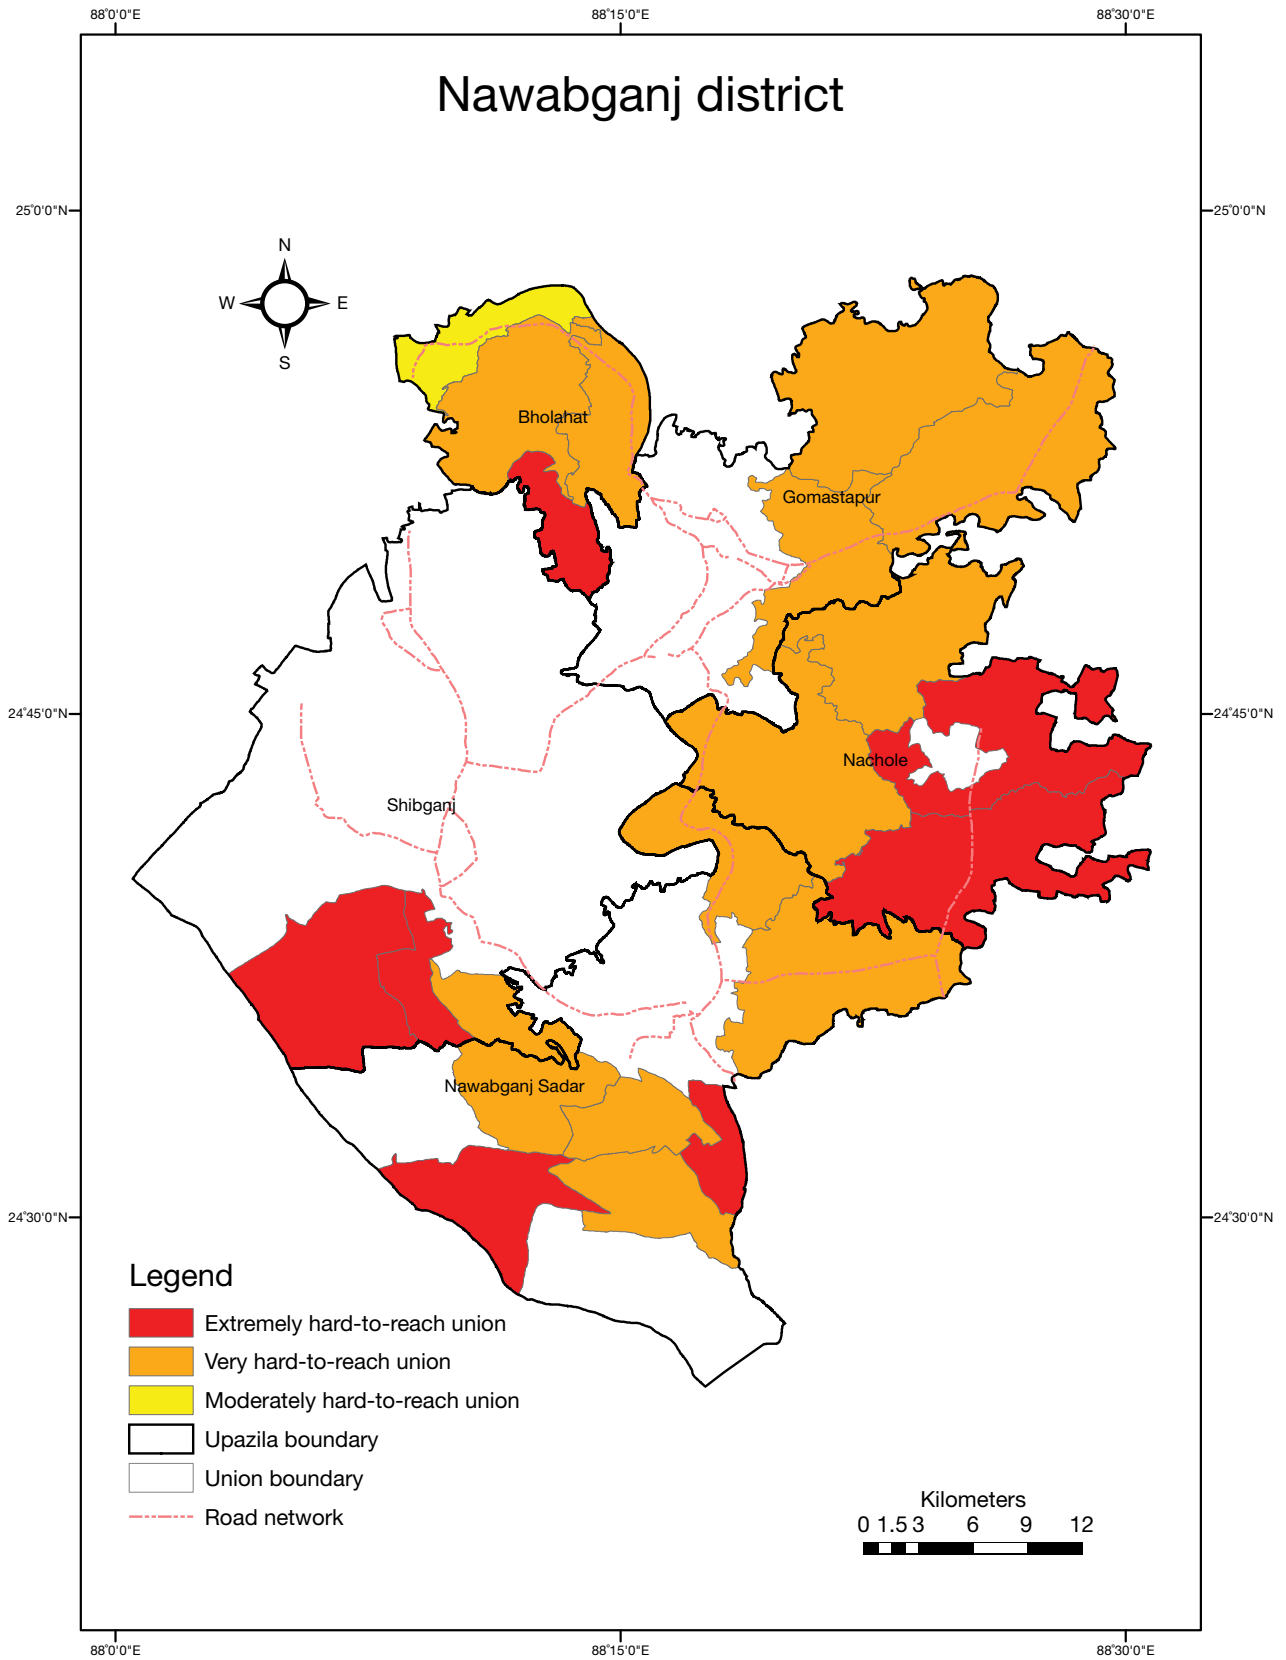 88°0'0"E 88°15'0"E 88°30'0"E
Nawabganj district
25°0'0"N 25°0'0"N
N
W E
S
Bholahat
Gomastapur
24°45'0"N 24°45'0"N
Nachole
Shibganj
Nawabganj Sadar
24°30'0"N 24°30'0"N
Legend
Extremely hard-to-reach union
Very hard-to-reach union
Moderately hard-to-reach union
Upazila boundary
Union boundary
Road network
Kilometers
0 1.5 3 6 9 12
88°0'0"E 88°15'0"E 88°30'0"E